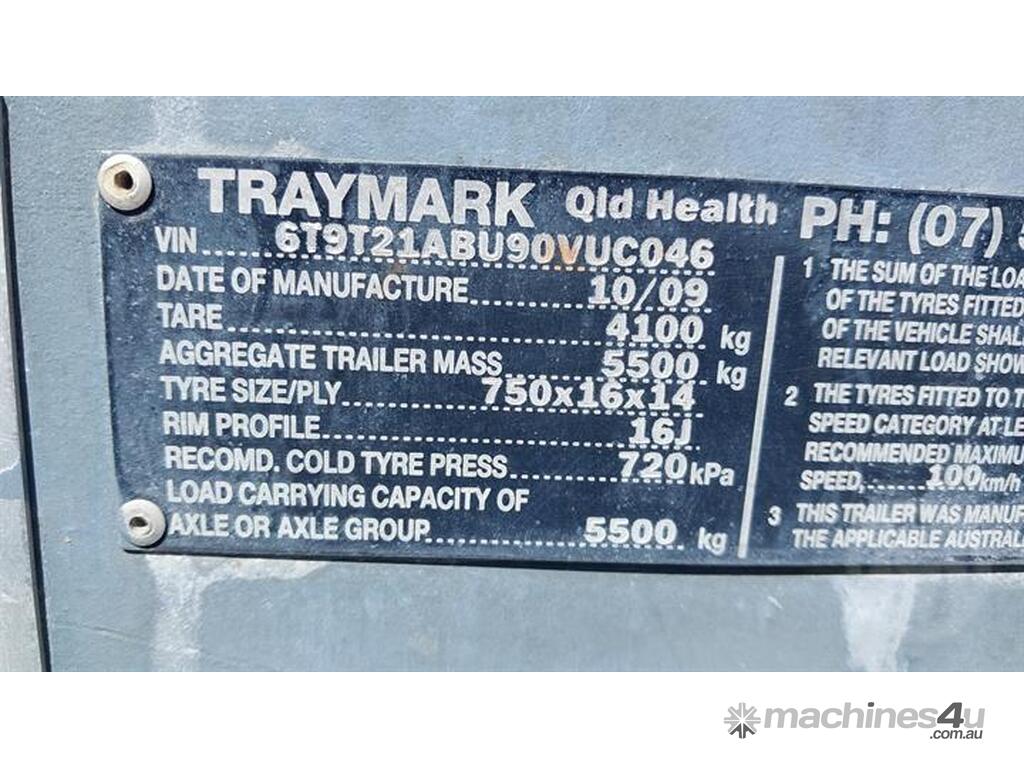 TRAYMARK Qld Health PH: (07)
VIN....6T9T21ABU90VUC046
DATE OF MANUFACTURE......10/09
TARE......4100 kg
AGGREGATE TRAILER MASS......5500 kg
TYRE SIZE/PLY......750x16x14
RIM PROFILE......16J
RECOMD. COLD TYRE PRESS......720 kPa
LOAD CARRYING CAPACITY OF
AXLE OR AXLE GROUP......5500 kg
1 THE SUM OF THE
OF THE TYRES FITTED
OF THE VEHICLE
RELEVANT LOAD
2 THE TYRES FITTED TO
SPEED CATEGORY AT
RECOMMENDED
SPEED,......100 km/h
3 THIS TRAILER WAS
THE APPLICABLE
machines4u
.com.au